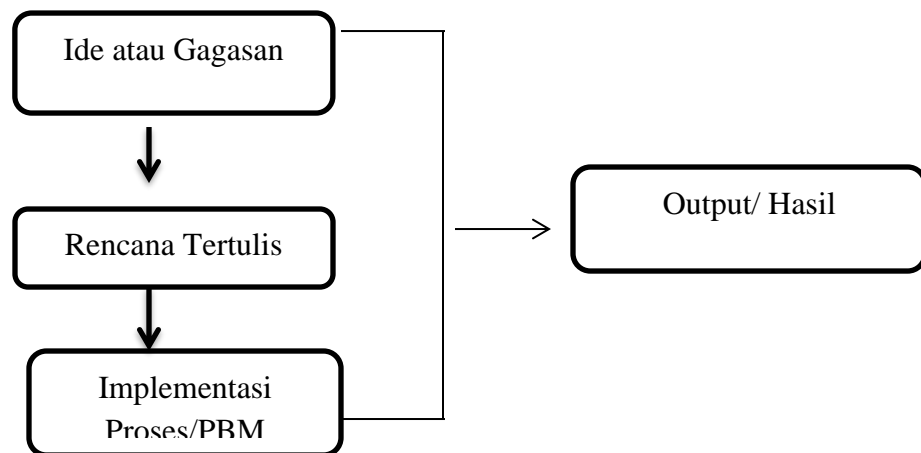 Ide atau Gagasan
Rencana Tertulis
Implementasi
Proses/PBM
Output/ Hasil